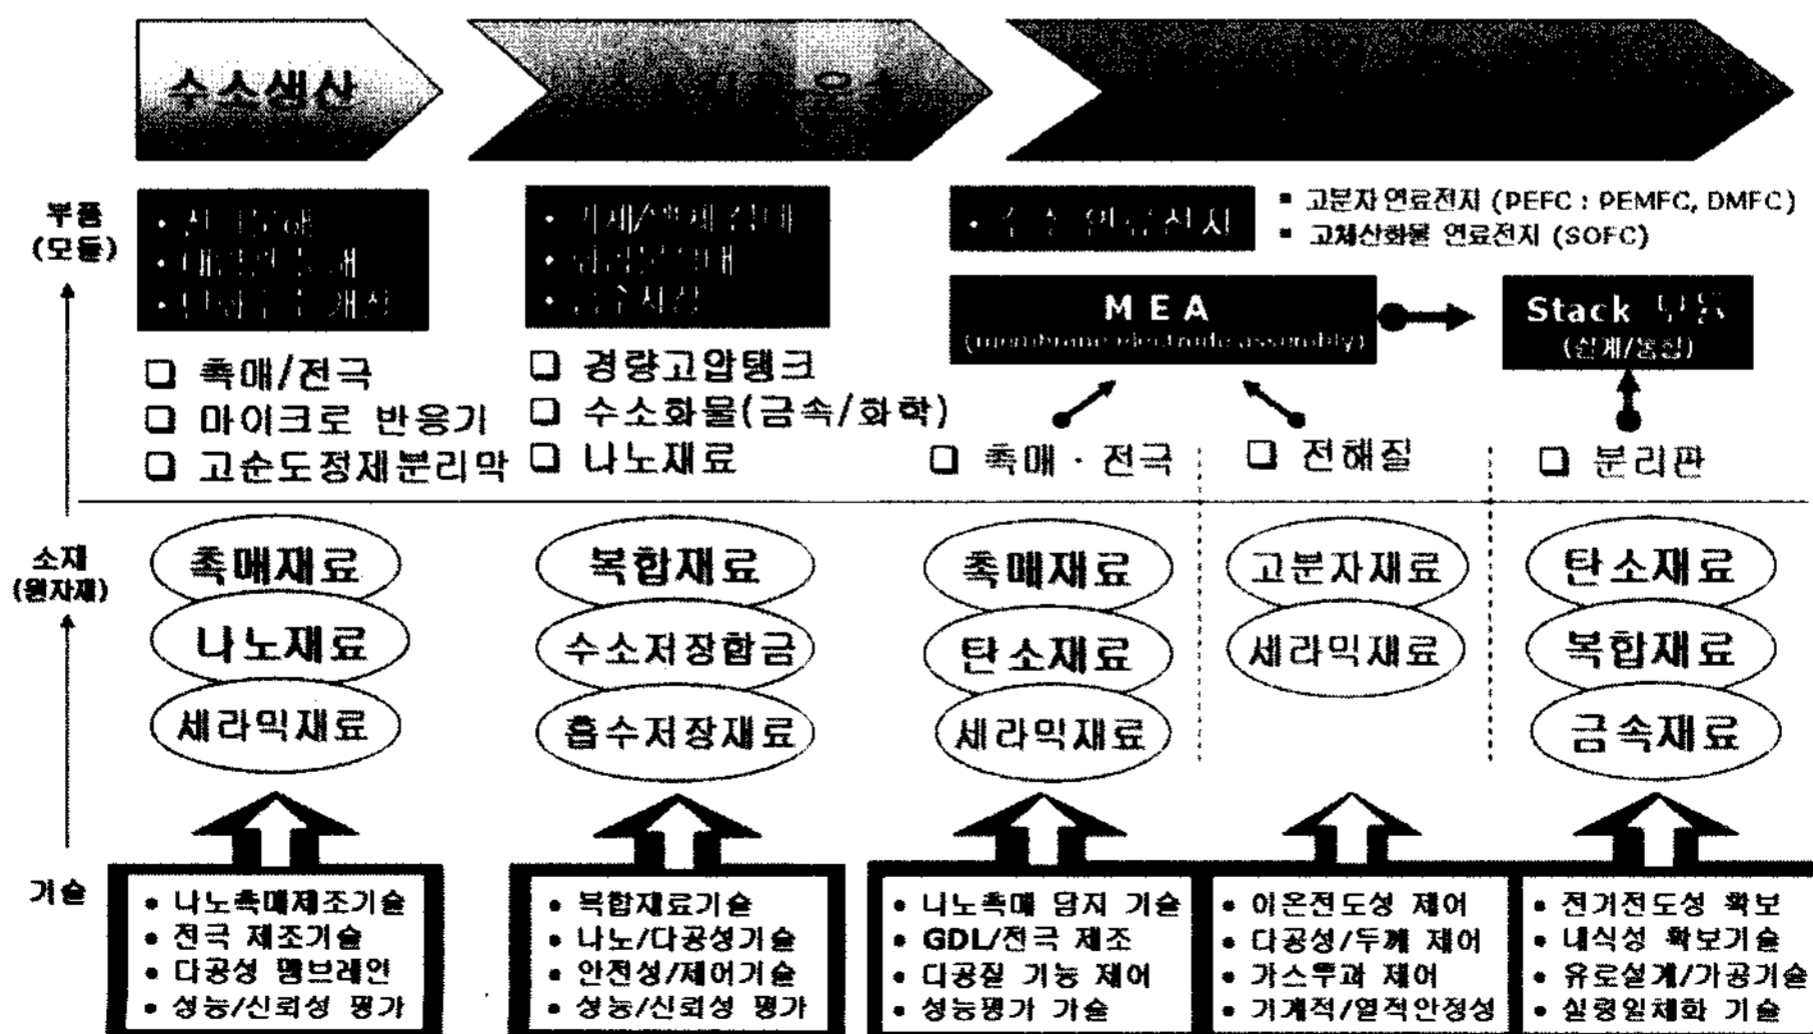 수소생산
부품
(모듈)
수소 연료전지
▪ 고분자 연료전지 (PEFC : PEMFC, DMFC)
▪ 고체산화물 연료전지 (SOFC)
M E A
(membrane electrode assembly)
Stack 모듈
(설계/통합)
❑ 촉매/전극
❑ 마이크로 반응기
❑ 고순도정제분리막
❑ 경량고압탱크
❑ 수소화물(금속/화학)
❑ 나노재료
❑ 촉매 · 전극
❑ 전해질
❑ 분리판
소재
(원자재)
촉매재료
나노재료
세라믹재료
복합재료
수소저장합금
흡수저장재료
촉매재료
탄소재료
세라믹재료
고분자재료
세라믹재료
탄소재료
복합재료
금속재료
기술
• 나노촉매제조기술
• 전극 제조기술
• 다공성 멤브레인
• 성능/신뢰성 평가
• 복합재료기술
• 나노/다공성기술
• 안전성/제어기술
• 성능/신뢰성 평가
• 나노촉매 담지 기술
• GDL/전극 제조
• 다공질 기능 제어
• 성능평가 기술
• 이온전도성 제어
• 다공성/두께 제어
• 가스투과 제어
• 기계적/열적안정성
• 전기전도성 확보
• 내식성 확보기술
• 유로설계/가공기술
• 실링일체화 기술